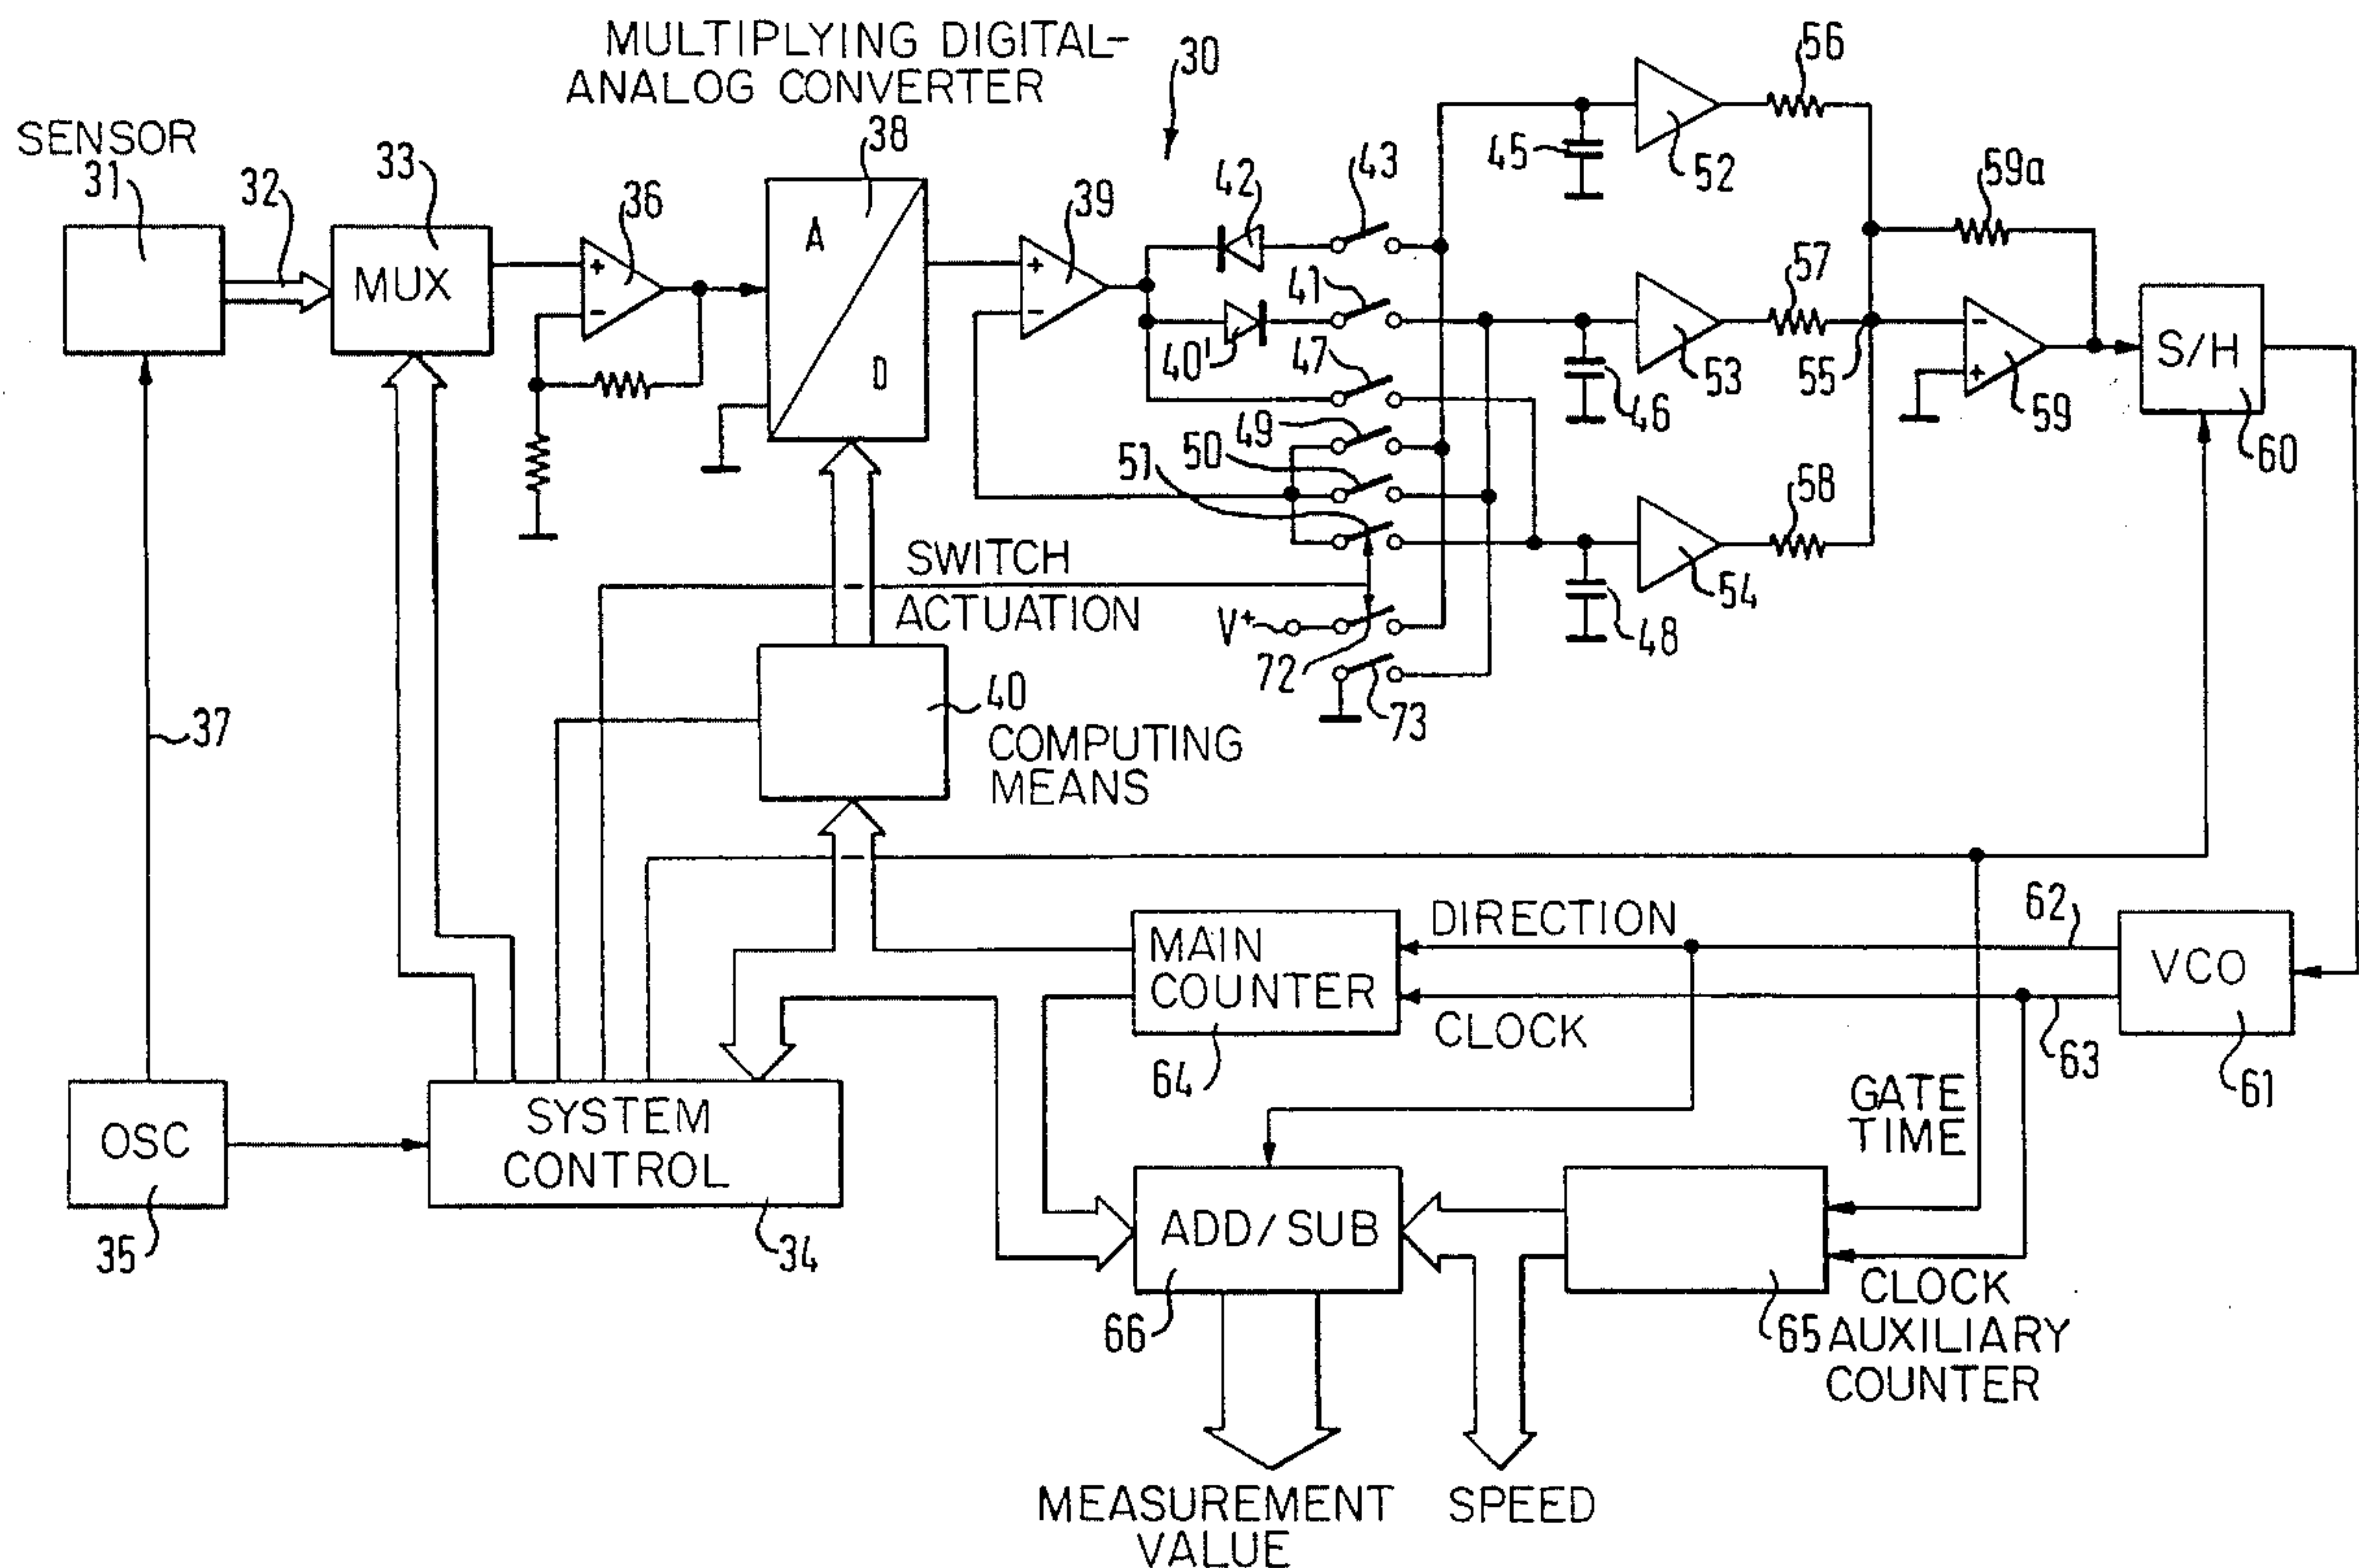 MULTIPLYING DIGITAL-
ANALOG CONVERTER
30
56
SENSOR
31
32
33
36
38
39
42
43
45
52
59a
MUX
+
-
A
D
+
-
40'
41
47
46
53
57
55
-
+
59
S/H
60
49
50
51
58
SWITCH
ACTUATION
V+
72
73
48
54
37
40
COMPUTING
MEANS
MAIN
COUNTER
64
DIRECTION
CLOCK
62
63
VCO
61
GATE
TIME
OSC
35
SYSTEM
CONTROL
34
ADD/SUB
66
CLOCK
65 AUXILIARY
COUNTER
MEASUREMENT
VALUE
SPEED